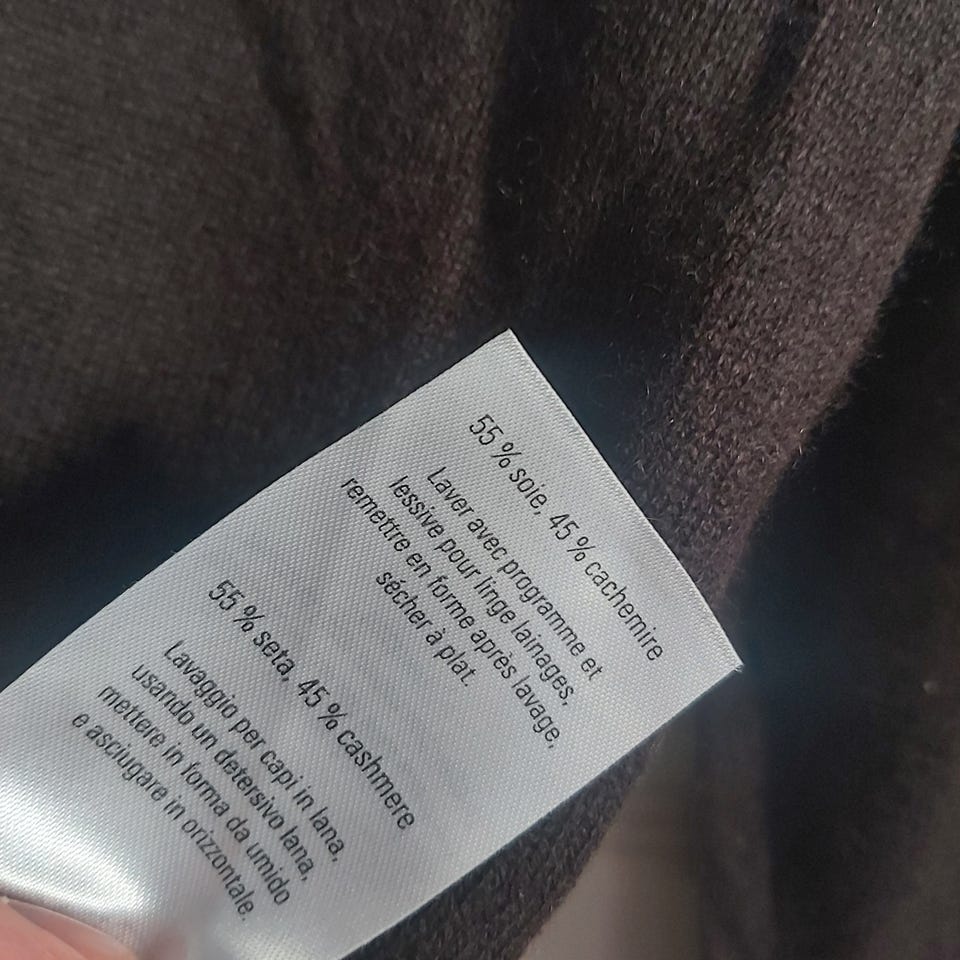 55 % soie, 45 % cachemire
Laver avec programme et
lessive pour linge lainages,
remettre en forme après lavage,
sécher à plat.
55 % seta, 45 % cashmere
Lavaggio per capi in lana,
usando un detersivo lana,
mettere in forma da umido
e asciugare in orizzontale.